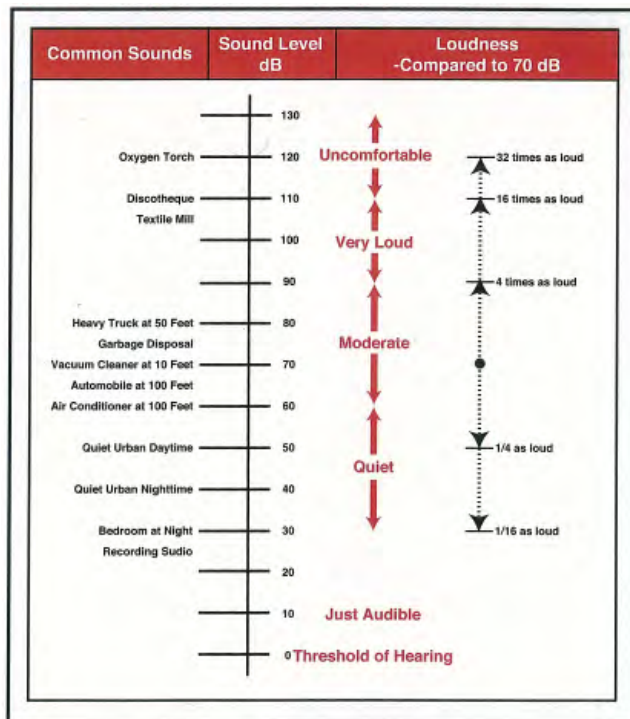 Common Sounds
Sound Level
dB
Loudness
-Compared to 70 dB
130
Oxygen Torch
120
Uncomfortable
32 times as loud
Discotheque
110
16 times as loud
Textile Mill
100
Very Loud
90
4 times as loud
Heavy Truck at 50 Feet
80
Garbage Disposal
Moderate
Vacuum Cleaner at 10 Feet
70
Automobile at 100 Feet
Air Conditioner at 100 Feet
60
Quiet Urban Daytime
50
1/4 as loud
Quiet
Quiet Urban Nighttime
40
Bedroom at Night
30
1/16 as loud
Recording Sudio
20
10
Just Audible
0
Threshold of Hearing